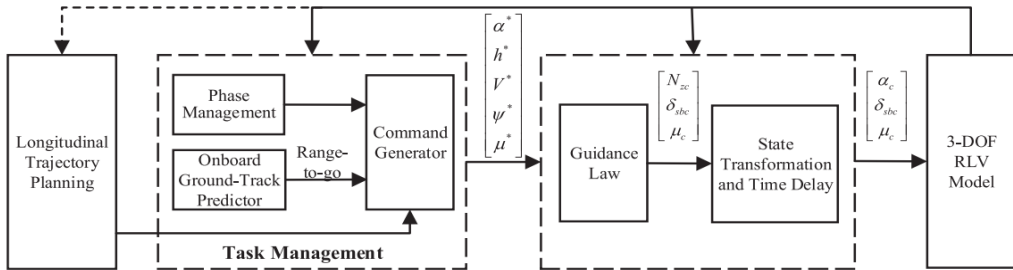 Longitudinal
Trajectory
Planning
Phase
Management
Onboard
Ground-Track
Predictor
Range-
to-go
Command
Generator
Task Management
α*
h*
V*
ψ*
μ*
Guidance
Law
N_zc
δ_sbc
μ_c
State
Transformation
and Time Delay
α_c
δ_sbc
μ_c
3-DOF
RLV
Model